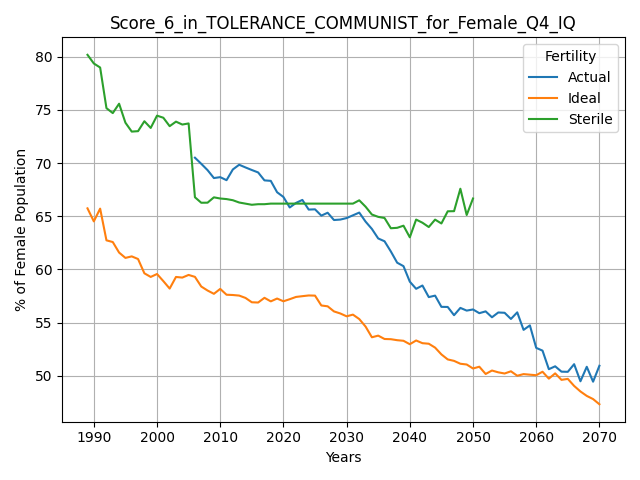 Score_6_in_TOLERANCE_COMMUNIST_for_Female_Q4_IQ
Fertility
Actual
Ideal
Sterile
% of Female Population
80
75
70
65
60
55
50
1990 2000 2010 2020 2030 2040 2050 2060 2070
Years